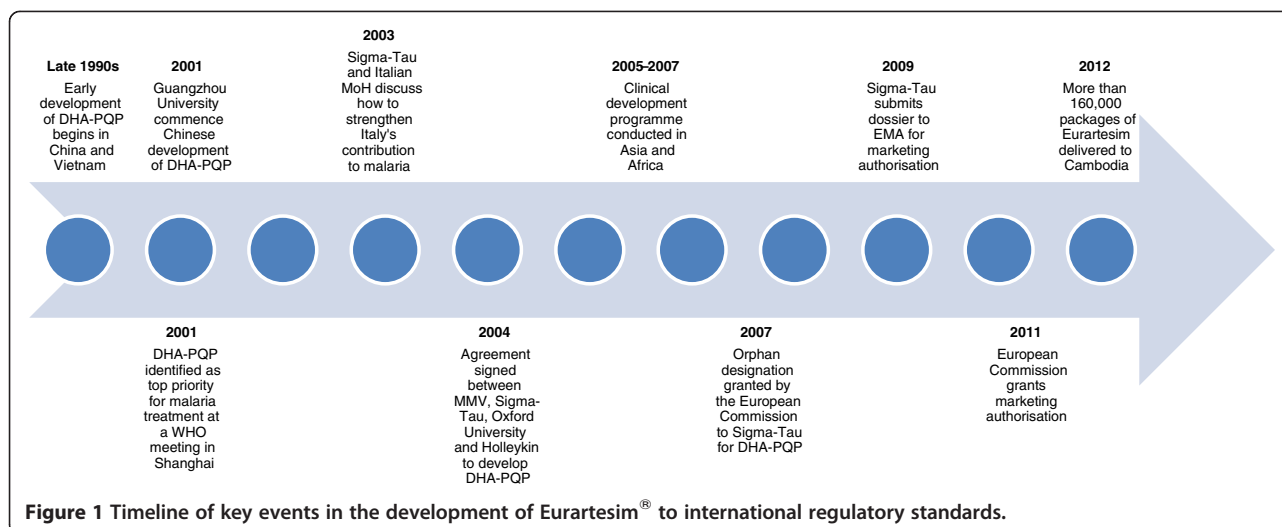 Late 1990s
Early
development
of DHA-PQP
begins in
China and
Vietnam
2001
Guangzhou
University
commence
Chinese
development
of DHA-PQP
2003
Sigma-Tau
and Italian
MoH discuss
how to
strengthen
Italy's
contribution
to malaria
2005–2007
Clinical
development
programme
conducted in
Asia and
Africa
2009
Sigma-Tau
submits
dossier to
EMA for
marketing
authorisation
2012
More than
160,000
packages of
Eurartesim
delivered to
Cambodia
2001
DHA-PQP
identified as
top priority
for malaria
treatment at
a WHO
meeting in
Shanghai
2004
Agreement
signed
between
MMV, Sigma-
Tau, Oxford
University
and Holleykin
to develop
DHA-PQP
2007
Orphan
designation
granted by
the European
Commission
to Sigma-Tau
for DHA-PQP
2011
European
Commission
grants
marketing
authorisation
Figure 1 Timeline of key events in the development of Eurartesim® to international regulatory standards.